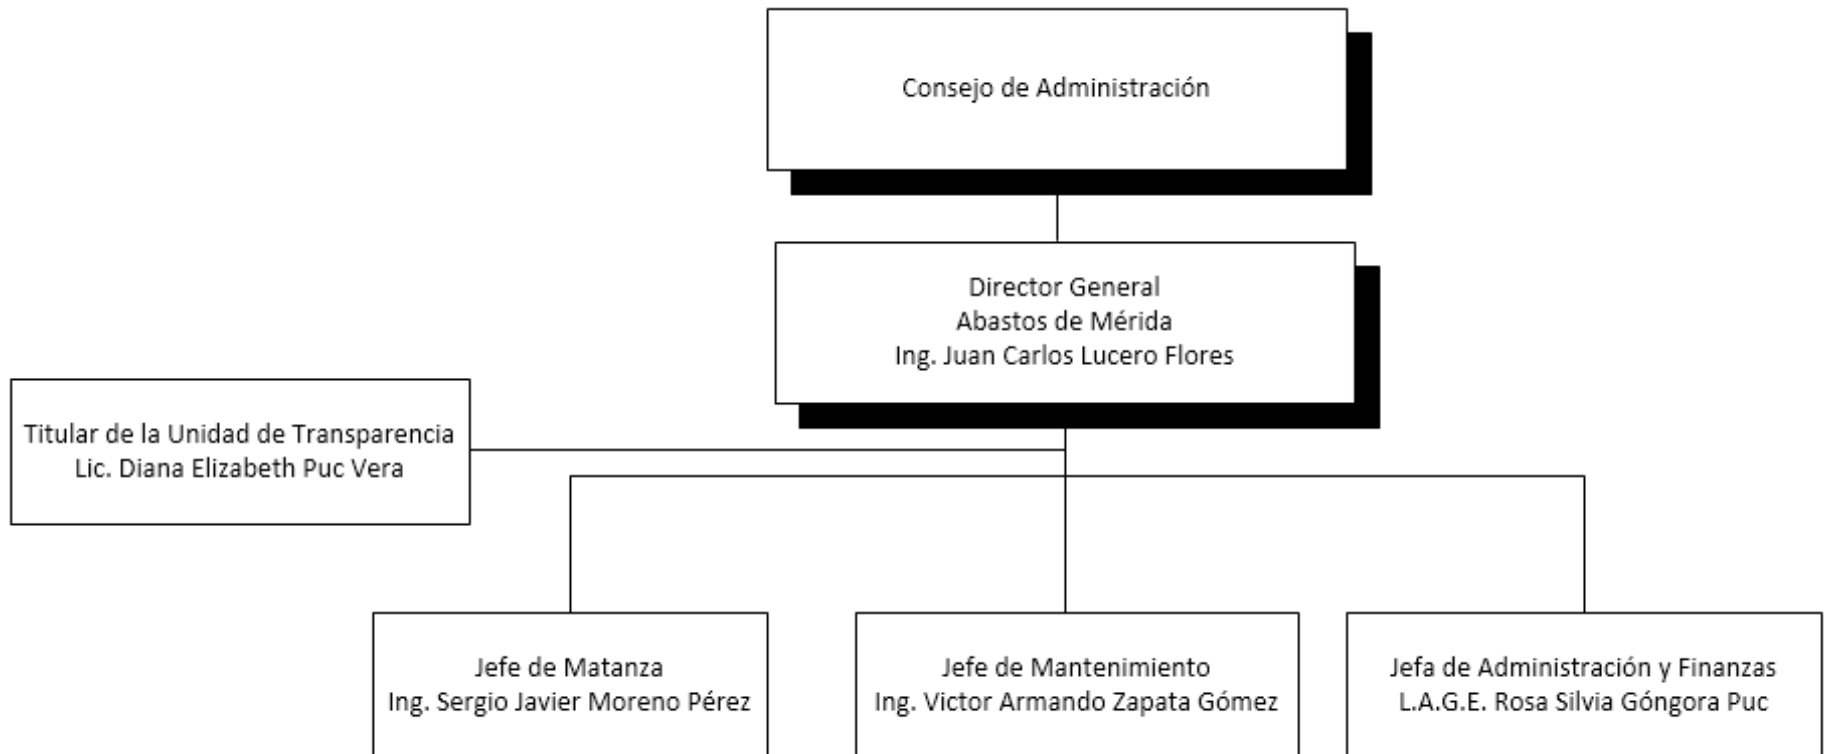 Consejo de Administración
Director General
Abastos de Mérida
Ing. Juan Carlos Lucero Flores
Titular de la Unidad de Transparencia
Lic. Diana Elizabeth Puc Vera
Jefe de Matanza
Ing. Sergio Javier Moreno Pérez
Jefe de Mantenimiento
Ing. Victor Armando Zapata Gómez
Jefa de Administración y Finanzas
L.A.G.E. Rosa Silvia Góngora Puc